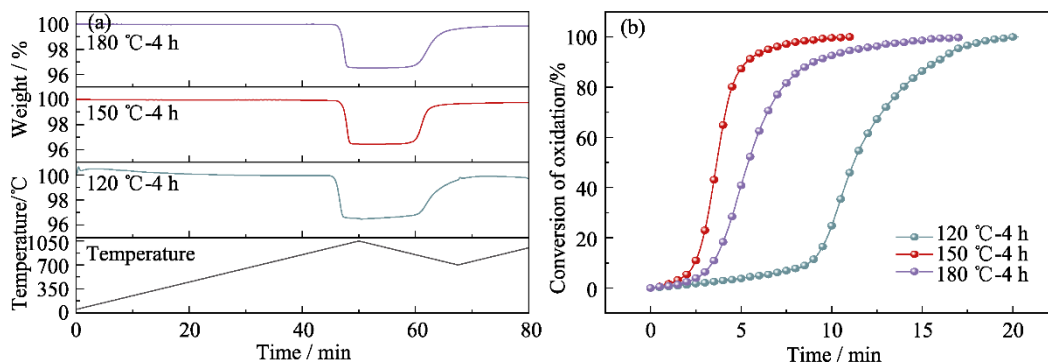 (a)
100
98
96
180 ℃-4 h
100
98
96
150 ℃-4 h
100
98
96
120 ℃-4 h
1050
700
350
0
Temperature
Weight / %
Temperature/℃
Temperature/℃
0 20 40 60 80
Time / min
(b)
100
80
60
40
20
0
Conversion of oxidation/%
120 ℃-4 h
150 ℃-4 h
180 ℃-4 h
0 5 10 15 20
Time / min